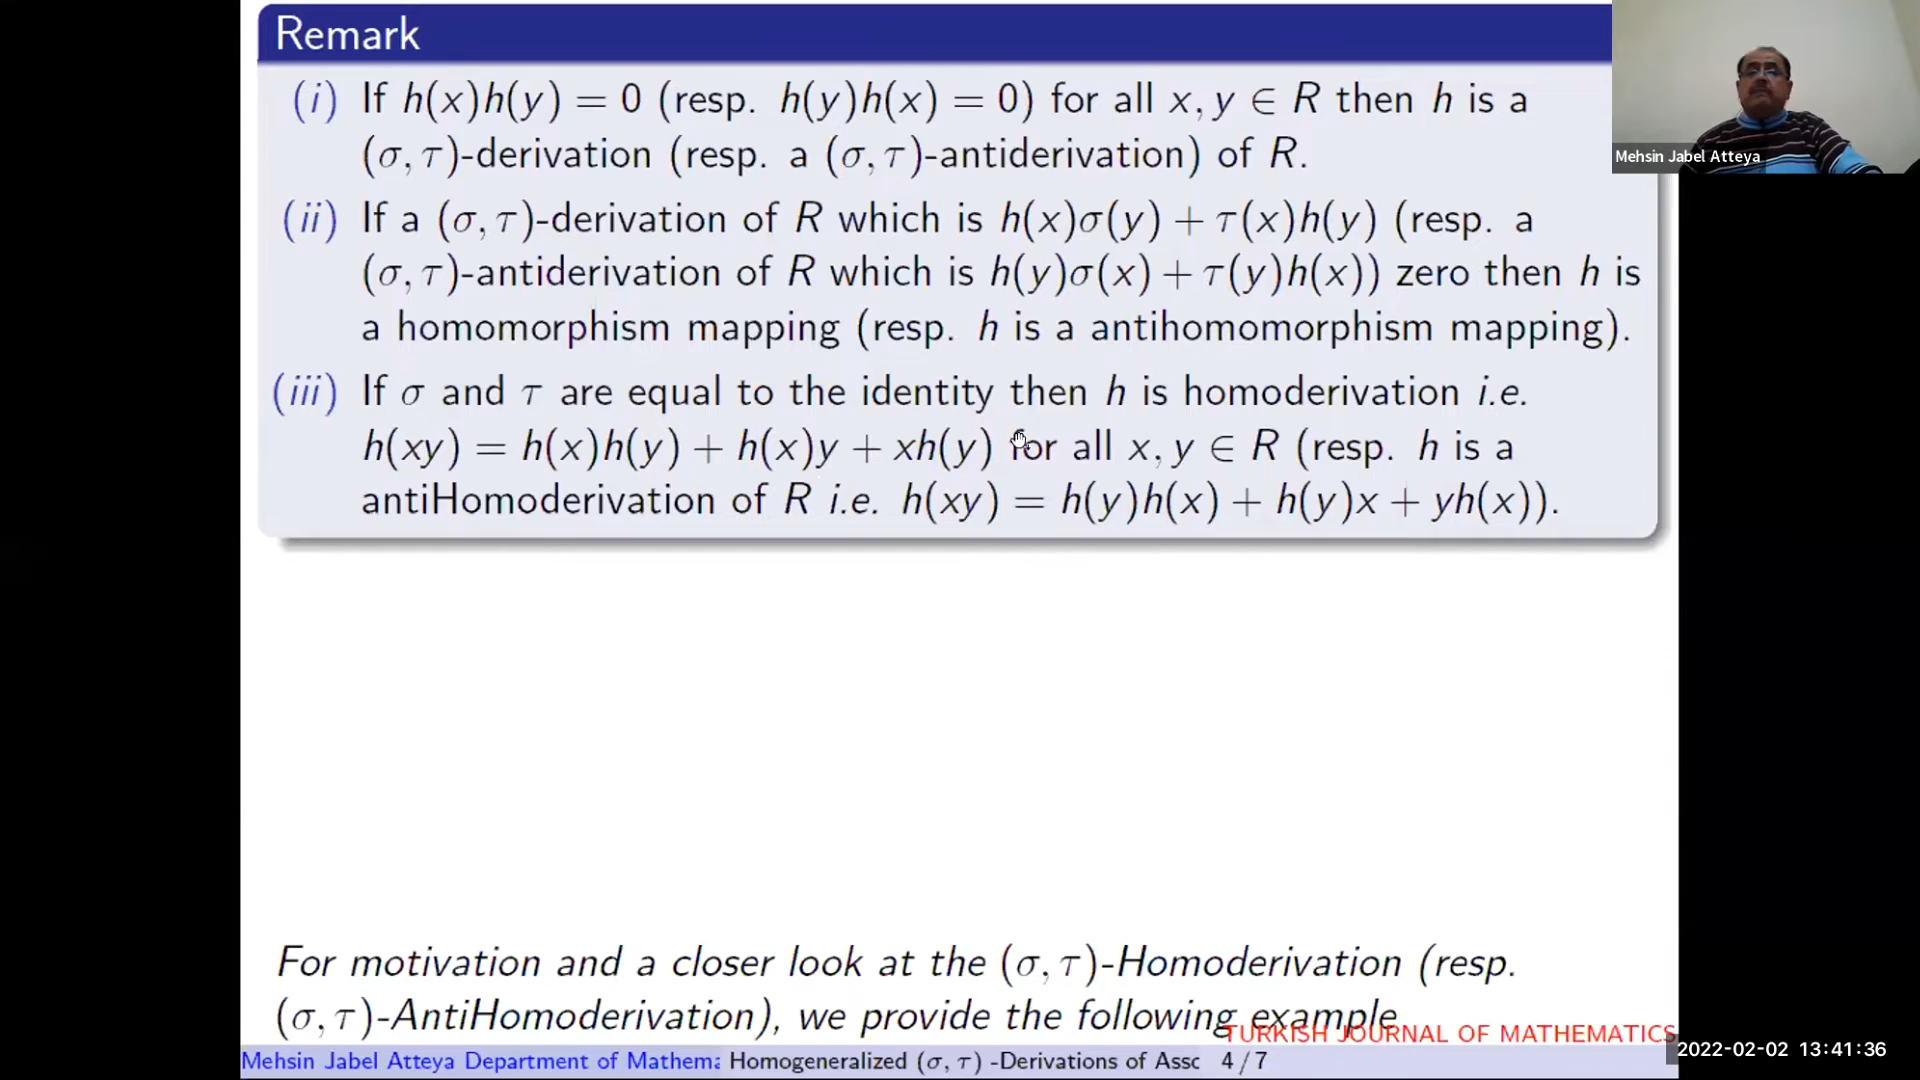 Remark
(i) If h(x)h(y) = 0 (resp. h(y)h(x) = 0) for all x, y ∈ R then h is a
(σ, τ)-derivation (resp. a (σ, τ)-antiderivation) of R.
(ii) If a (σ, τ)-derivation of R which is h(x)σ(y) + τ(x)h(y) (resp. a
(σ, τ)-antiderivation of R which is h(y)σ(x) + τ(y)h(x)) zero then h is
a homomorphism mapping (resp. h is a antihomomorphism mapping).
(iii) If σ and τ are equal to the identity then h is homoderivation i.e.
h(xy) = h(x)h(y) + h(x)y + xh(y) for all x, y ∈ R (resp. h is a
antiHomoderivation of R i.e. h(xy) = h(y)h(x) + h(y)x + yh(x)).
Mehsin Jabel Atteya
For motivation and a closer look at the (σ, τ)-Homoderivation (resp.
(σ, τ)-AntiHomoderivation), we provide the following example
TURKISH JOURNAL OF MATHEMATICS
Mehsin Jabel Atteya Department of Mathema Homogeneralized (σ, τ) -Derivations of Assc 4 / 7
2022-02-02 13:41:36